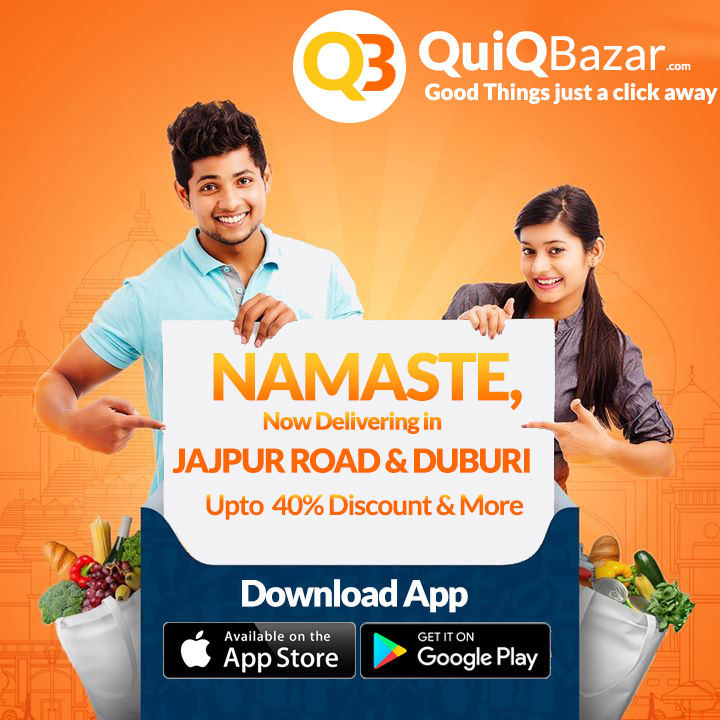 Q3
QuiQBazar.com
Good Things just a click away
NAMASTE,
Now Delivering in
JAJPUR ROAD & DUBURI
Upto 40% Discount & More
Download App
Available on the
App Store
GET IT ON
Google Play